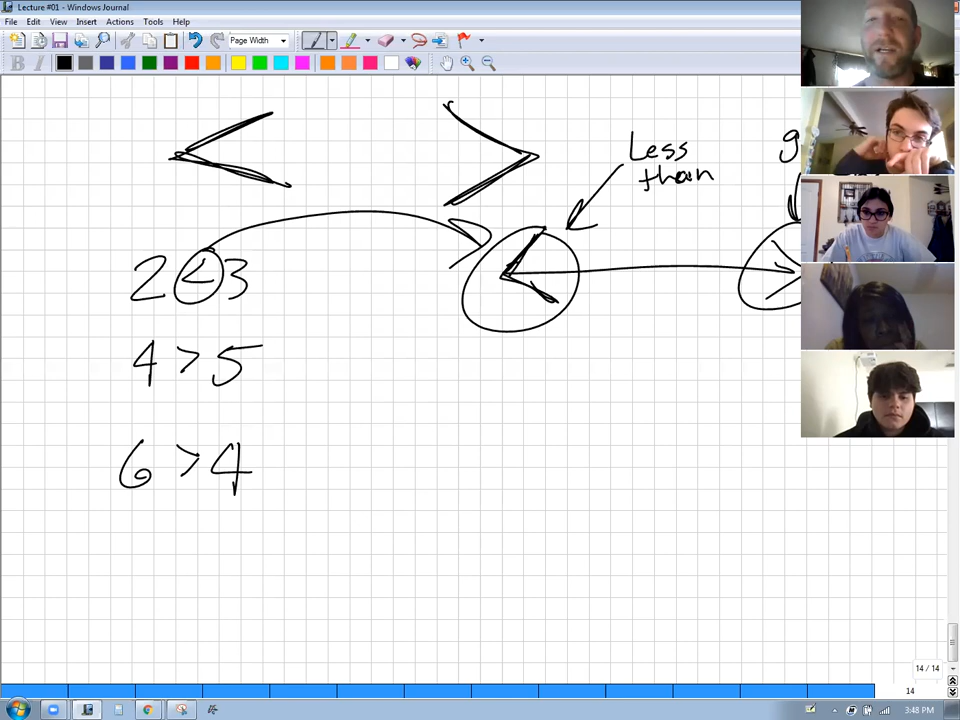 Lecture #01 - Windows Journal
File Edit View Insert Actions Tools Help
Page Width
B I
< >
Less
than
g
2 < 3
<
>
4 > 5
6 > 4
14 / 14
14
3:48 PM